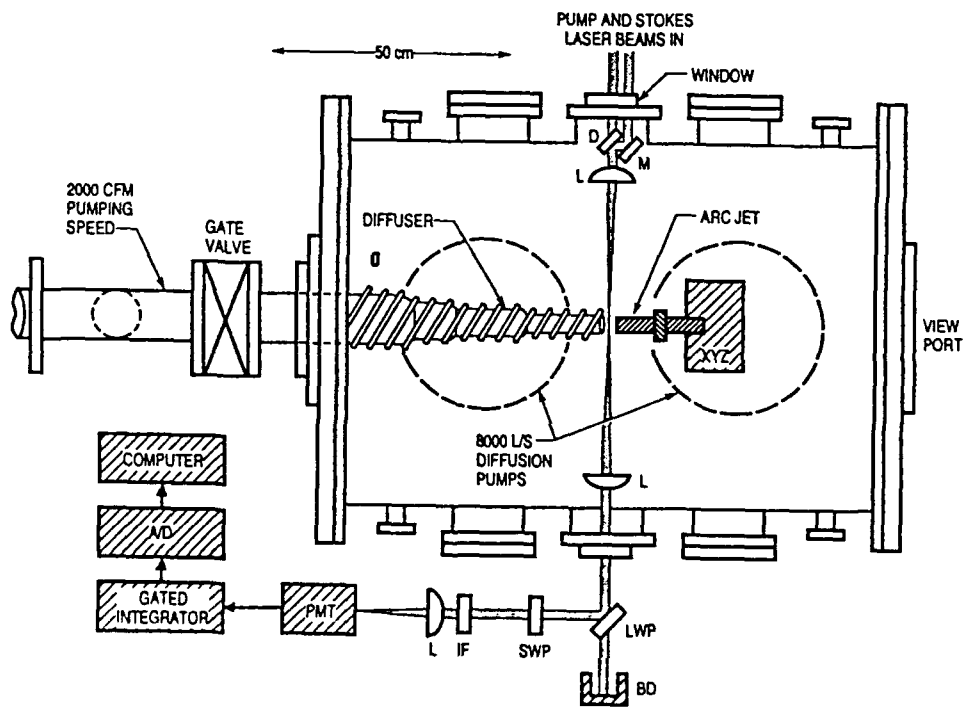 PUMP AND STOKES
LASER BEAMS IN
50 cm
WINDOW
D
M
L
2000 CFM
PUMPING
SPEED
GATE
VALVE
DIFFUSER
ARC JET
XYZ
VIEW
PORT
8000 L/S
DIFFUSION
PUMPS
L
COMPUTER
A/D
GATED
INTEGRATOR
PMT
L
IF
SWP
LWP
BD